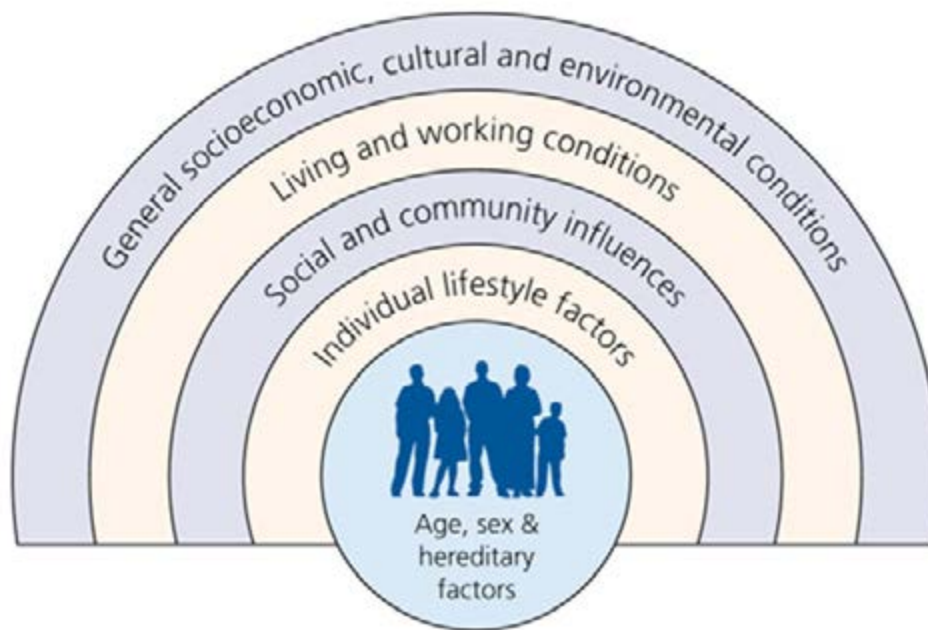 General socioeconomic, cultural and environmental conditions
Living and working conditions
Social and community influences
Individual lifestyle factors
Age, sex &
hereditary
factors